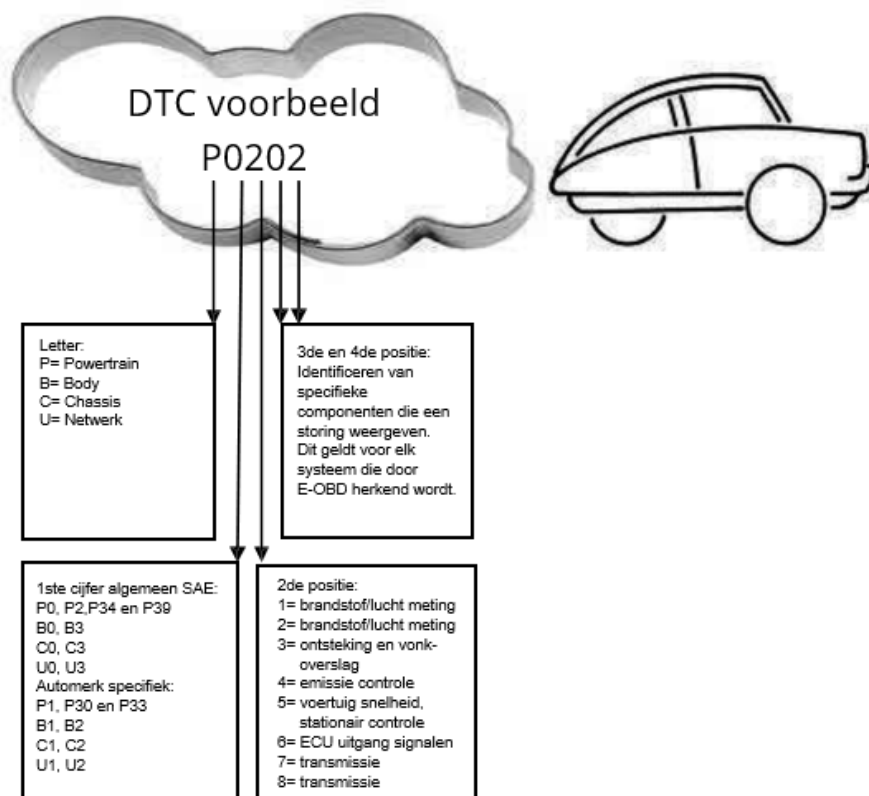 DTC voorbeeld
P0202
Letter:
P= Powertrain
B= Body
C= Chassis
U= Netwerk
3de en 4de positie:
Identificeren van
specifieke
componenten die een
storing weergeven.
Dit geldt voor elk
systeem die door
E-OBD herkend wordt.
1ste cijfer algemeen SAE:
P0, P2,P34 en P39
B0, B3
C0, C3
U0, U3
Automerk specifiek:
P1, P30 en P33
B1, B2
C1, C2
U1, U2
2de positie:
1= brandstof/lucht meting
2= brandstof/lucht meting
3= ontsteking en vonk-
overslag
4= emissie controle
5= voertuig snelheid,
stationair controle
6= ECU uitgang signalen
7= transmissie
8= transmissie